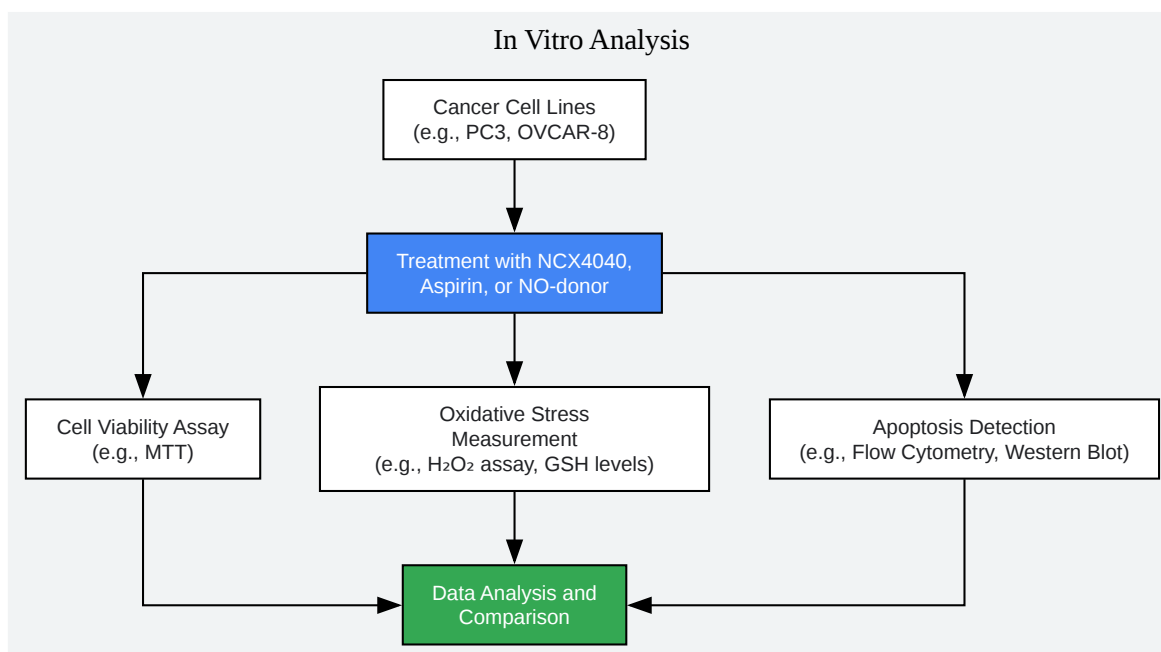 In Vitro Analysis
Cancer Cell Lines
(e.g., PC3, OVCAR-8)
Treatment with NCX4040,
Aspirin, or NO-donor
Cell Viability Assay
(e.g., MTT)
Oxidative Stress
Measurement
(e.g., H₂O₂ assay, GSH levels)
Apoptosis Detection
(e.g., Flow Cytometry, Western Blot)
Data Analysis and
Comparison